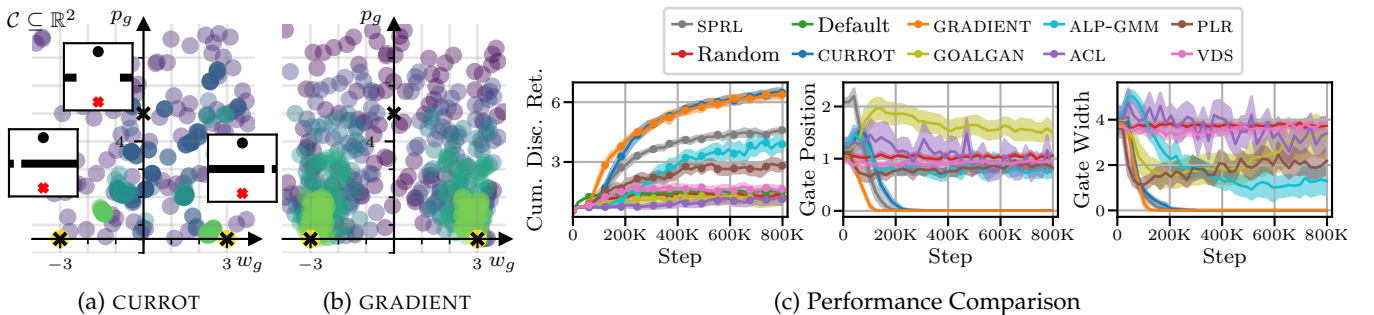 𝒞 ⊆ ℝ²
p_g
4
−3
3
w_g
(a) CURROT
p_g
4
−3
3
w_g
(b) GRADIENT
SPRL Default GRADIENT ALP-GMM PLR
Random CURROT GOALGAN ACL VDS
Cum. Disc. Ret.
6
3
0 200K 400K 600K 800K
Step
Gate Position
2
1
0
0 200K 400K 600K 800K
Step
Gate Width
4
2
0
0 200K 400K 600K 800K
Step
(c) Performance Comparison